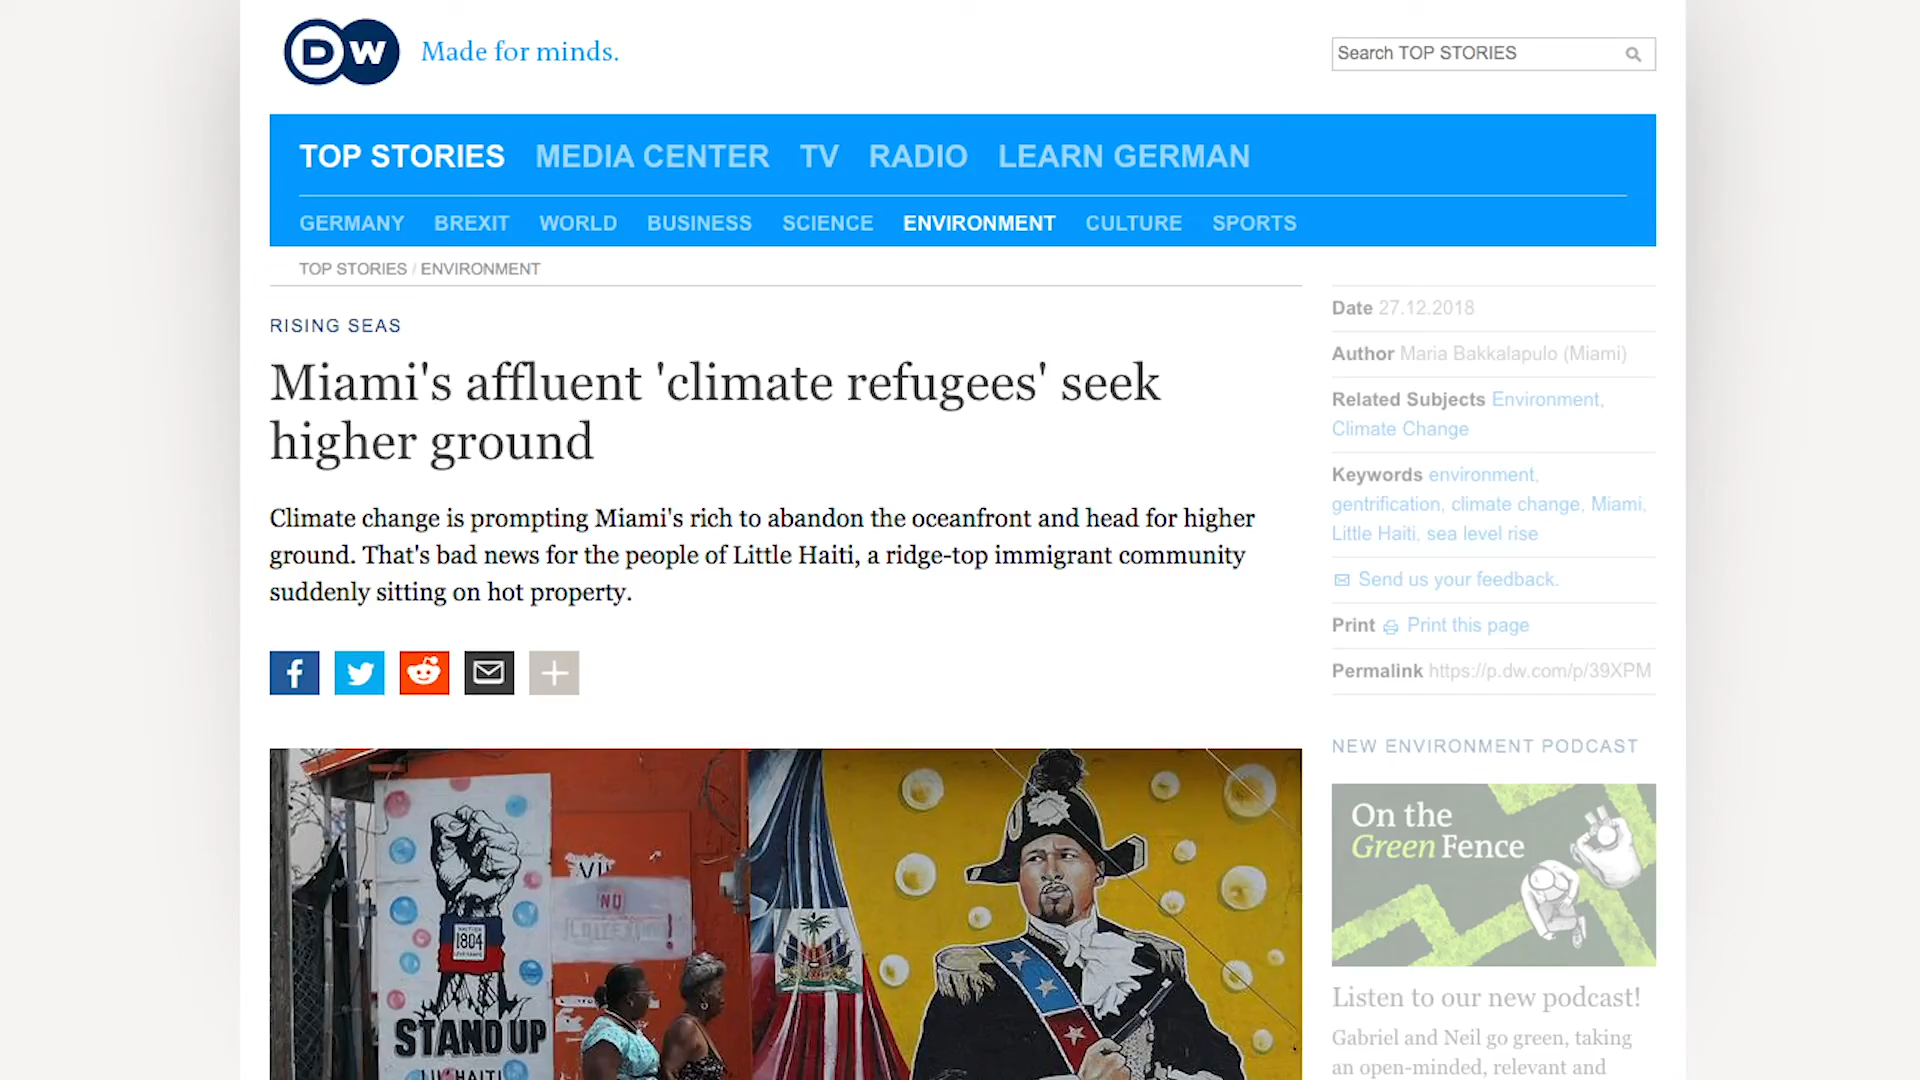 DW Made for minds.
Search TOP STORIES
TOP STORIES MEDIA CENTER TV RADIO LEARN GERMAN
GERMANY BREXIT WORLD BUSINESS SCIENCE ENVIRONMENT CULTURE SPORTS
TOP STORIES / ENVIRONMENT
RISING SEAS
Miami's affluent 'climate refugees' seek
higher ground
Climate change is prompting Miami's rich to abandon the oceanfront and head for higher
ground. That's bad news for the people of Little Haiti, a ridge-top immigrant community
suddenly sitting on hot property.
1804
STAND UP
LIL' HAITI
NO
Date 27.12.2018
Author Maria Bakkalapulo (Miami)
Related Subjects Environment,
Climate Change
Keywords environment,
gentrification, climate change, Miami,
Little Haiti, sea level rise
Send us your feedback.
Print Print this page
Permalink https://p.dw.com/p/39XPM
NEW ENVIRONMENT PODCAST
On the
Green Fence
Listen to our new podcast!
Gabriel and Neil go green, taking
an open-minded, relevant and